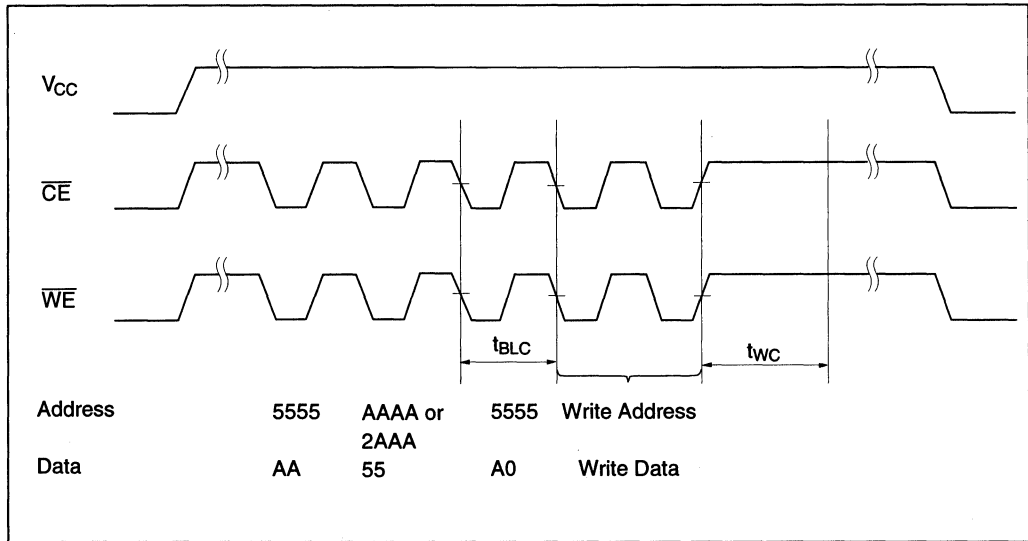 VCC
CE
WE
tBLC
tWC
Address 5555 AAAA or 5555 Write Address
2AAA
Data AA 55 A0 Write Data